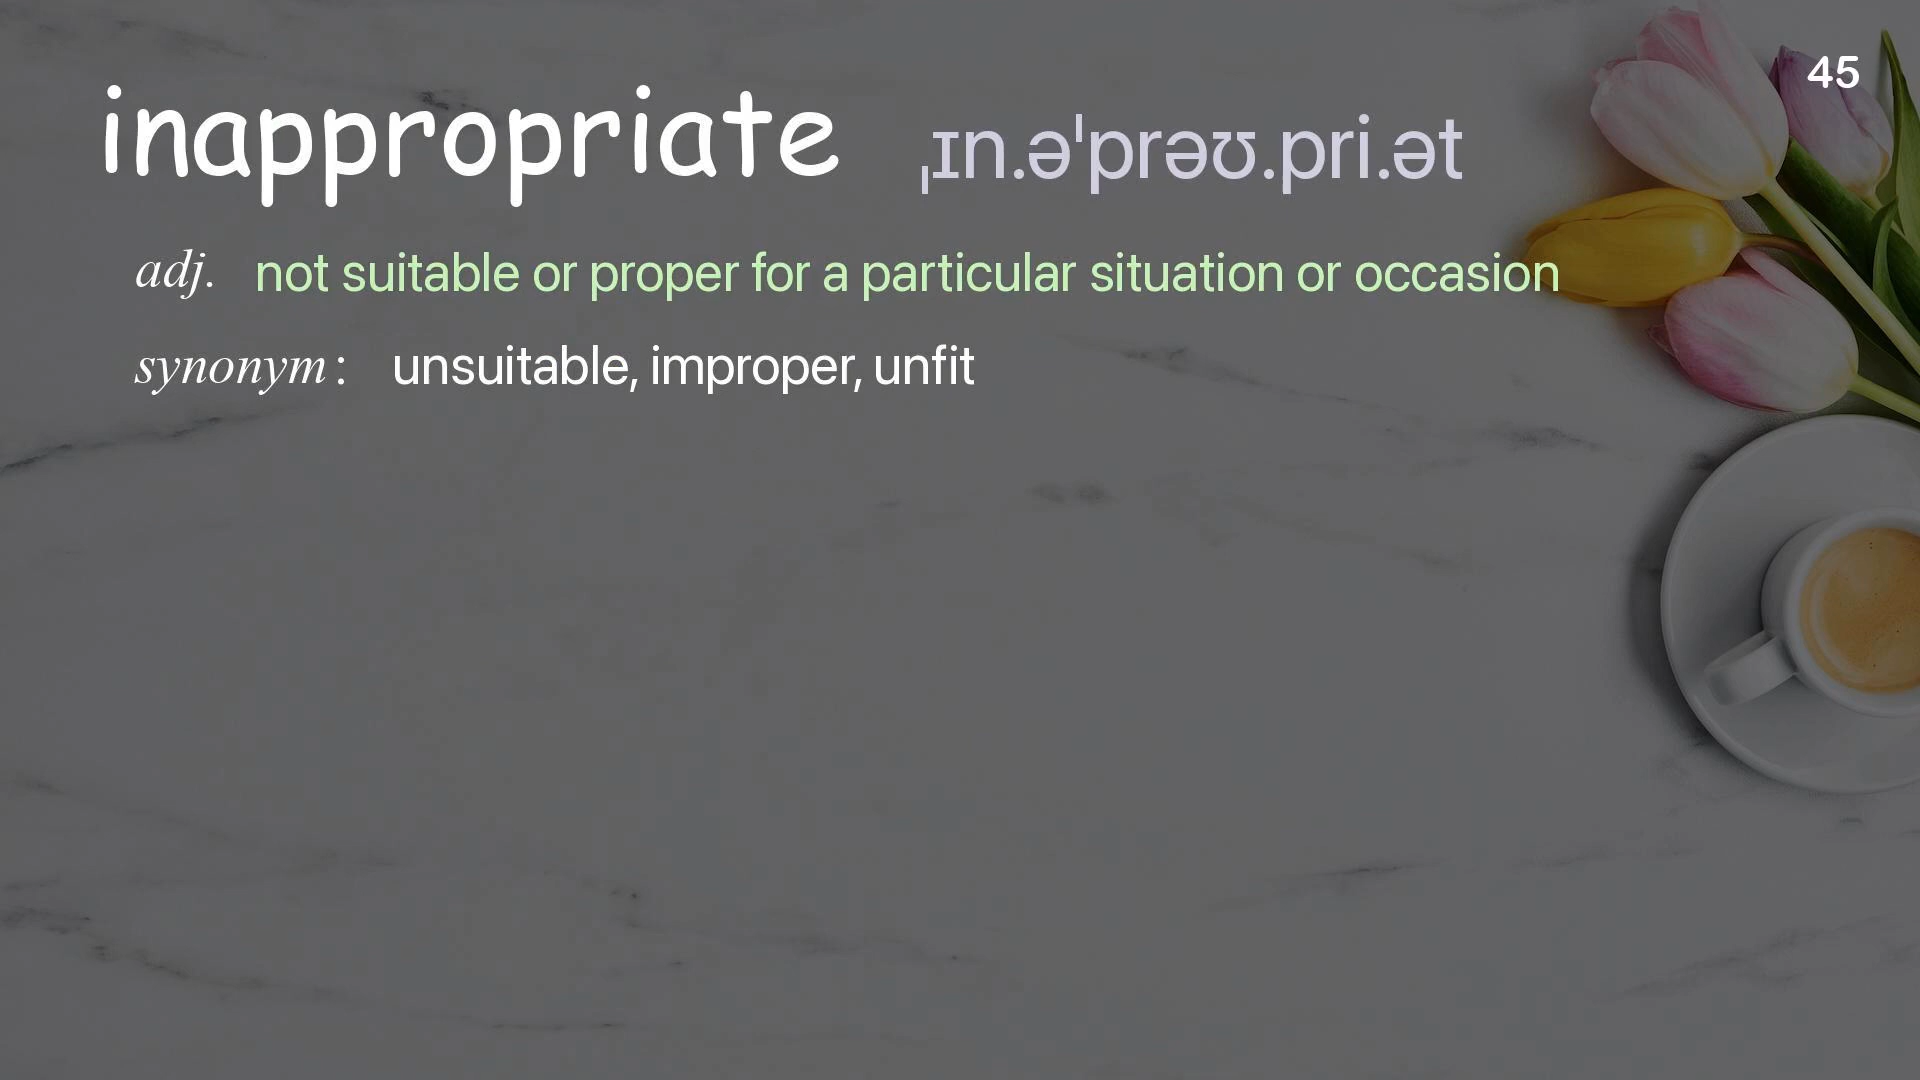 45
inappropriate ˌɪn.əˈprəʊ.pri.ət
adj. not suitable or proper for a particular situation or occasion
synonym : unsuitable, improper, unfit